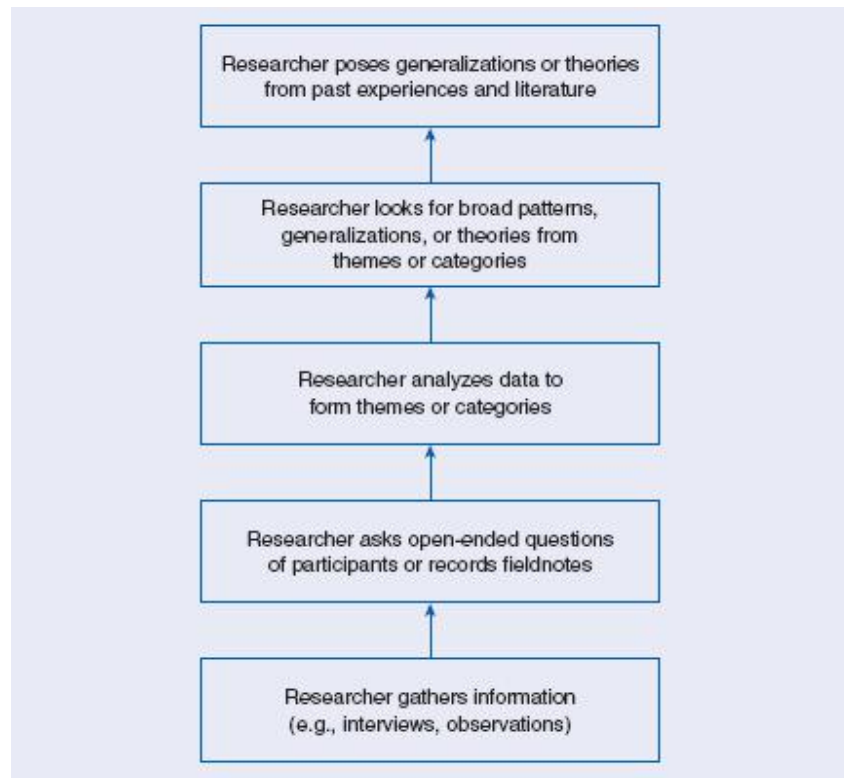 Researcher poses generalizations or theories
from past experiences and literature
Researcher looks for broad patterns,
generalizations, or theories from
themes or categories
Researcher analyzes data to
form themes or categories
Researcher asks open-ended questions
of participants or records fieldnotes
Researcher gathers information
(e.g., interviews, observations)